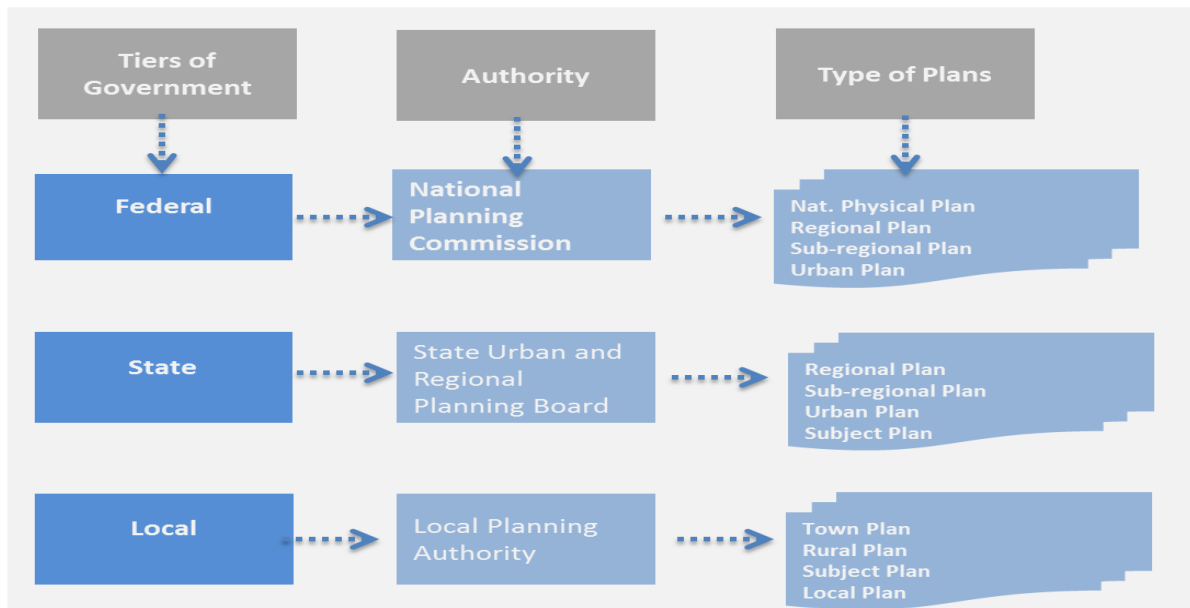 Tiers of
Government
Authority
Type of Plans
Federal
National
Planning
Commission
Nat. Physical Plan
Regional Plan
Sub-regional Plan
Urban Plan
State
State Urban and
Regional
Planning Board
Regional Plan
Sub-regional Plan
Urban Plan
Subject Plan
Local
Local Planning
Authority
Town Plan
Rural Plan
Subject Plan
Local Plan